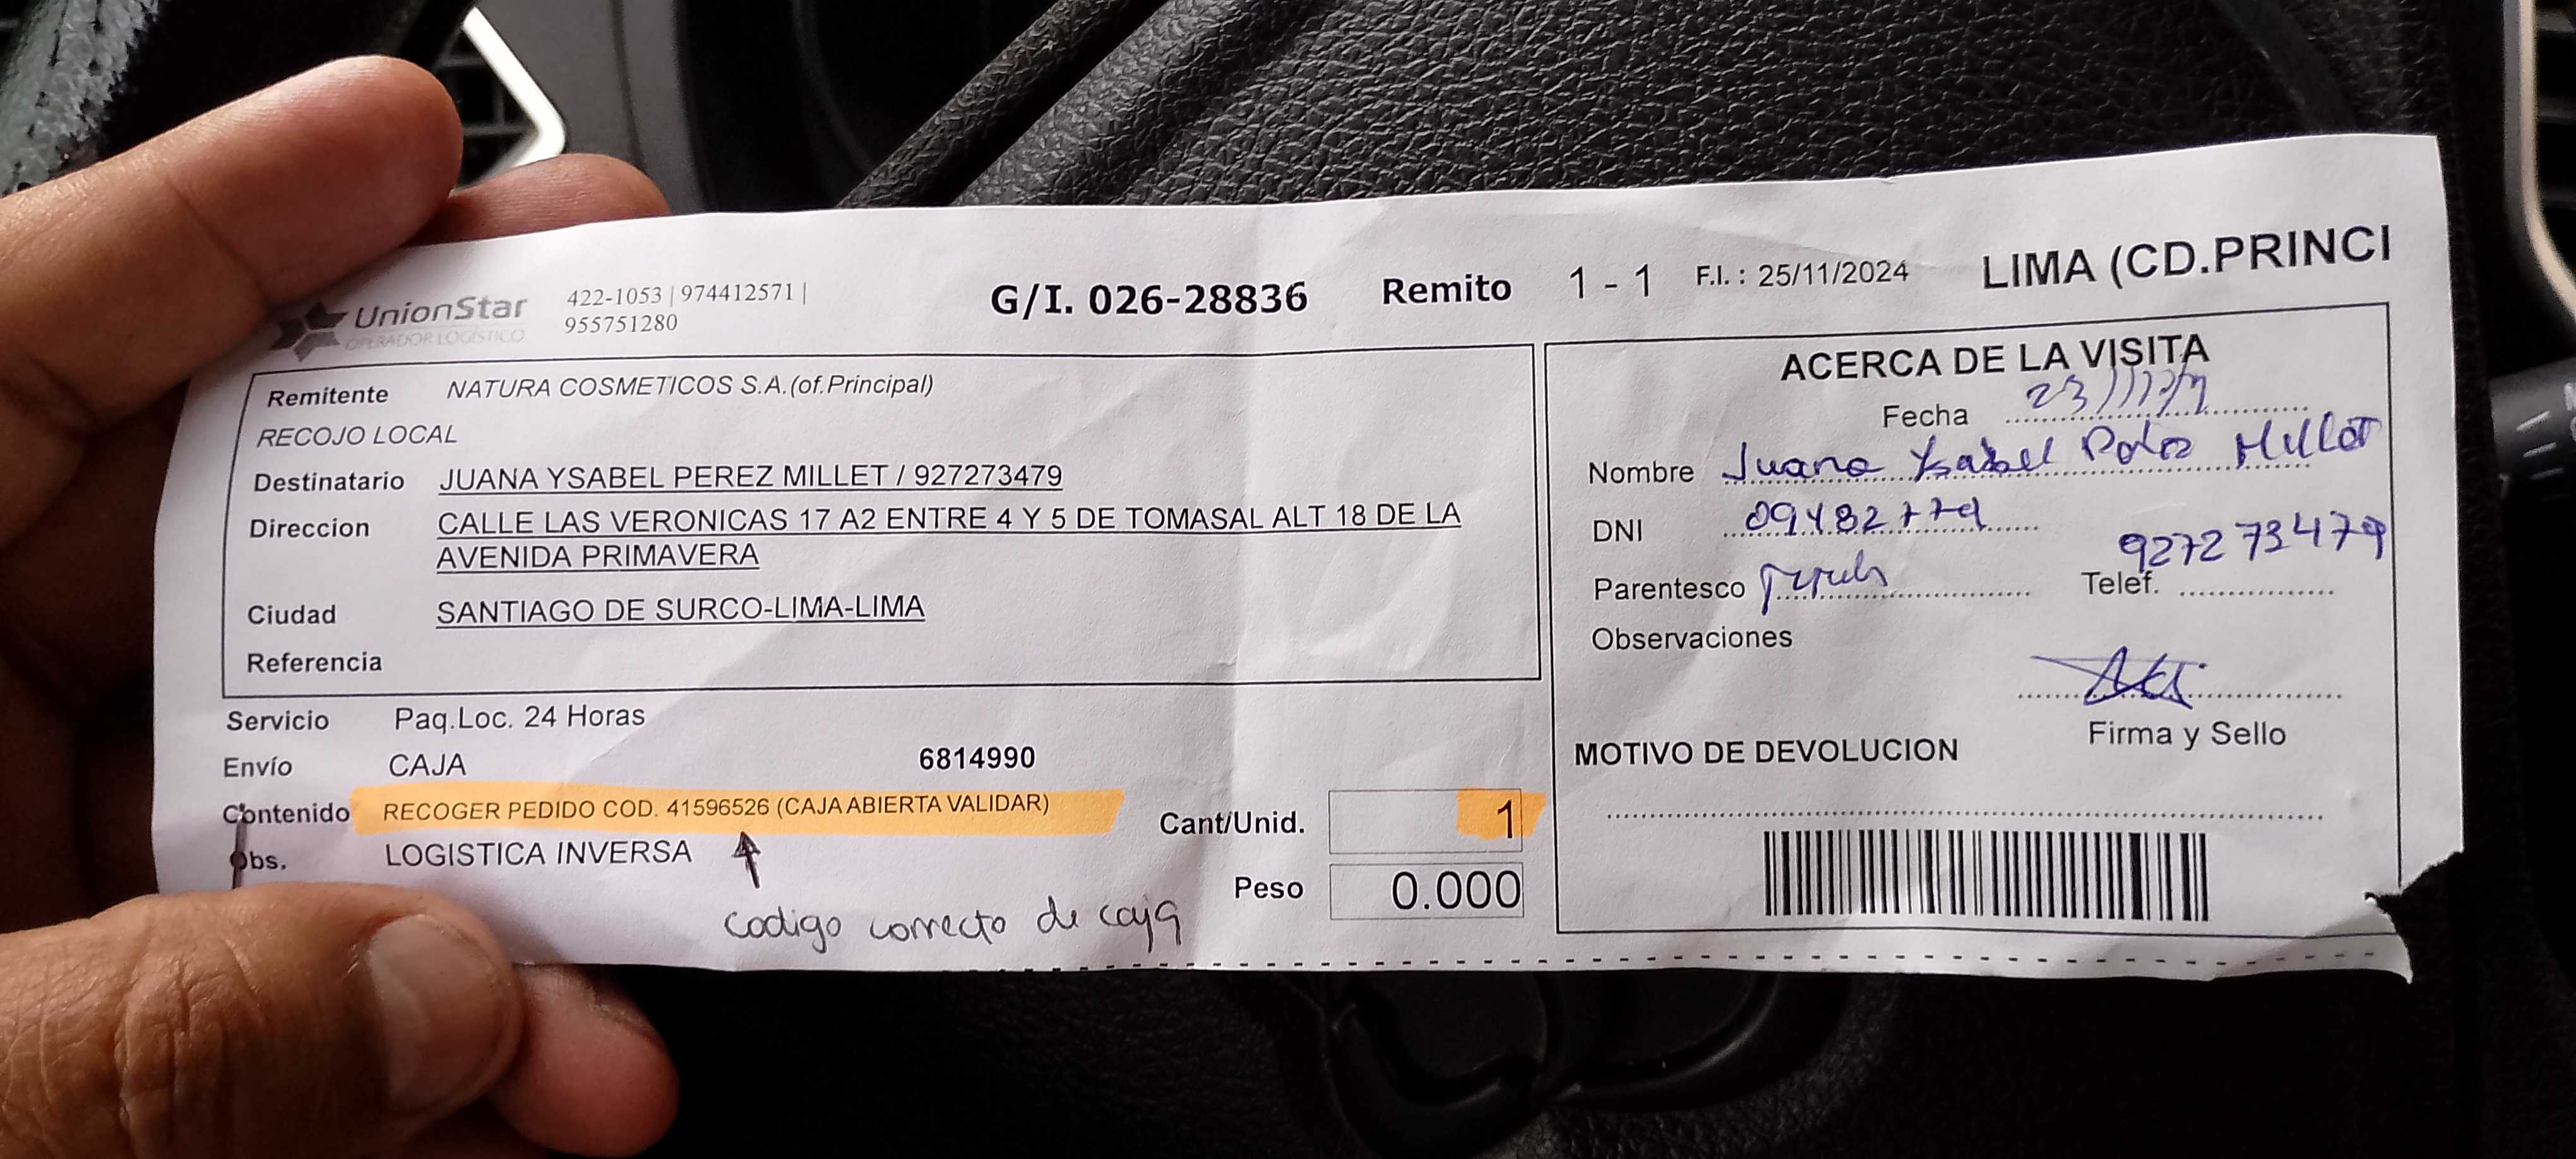 UnionStar
OPERADOR LOGÍSTICO
422-1053 | 974412571 |
955751280
G/I. 026-28836
Remito 1 - 1
F.I. : 25/11/2024
LIMA (CD.PRINCI
Remitente NATURA COSMETICOS S.A.(of.Principal)
RECOJO LOCAL
Destinatario JUANA YSABEL PEREZ MILLET / 927273479
Direccion CALLE LAS VERONICAS 17 A2 ENTRE 4 Y 5 DE TOMASAL ALT 18 DE LA
AVENIDA PRIMAVERA
Ciudad SANTIAGO DE SURCO-LIMA-LIMA
Referencia
Servicio Paq.Loc. 24 Horas
Envío CAJA 6814990
Contenido RECOGER PEDIDO COD. 41596526 (CAJA ABIERTA VALIDAR)
Obs. LOGISTICA INVERSA
codigo correcto de caja
Cant/Unid. 1
Peso 0.000
ACERCA DE LA VISITA
Fecha
Nombre Juana Ysabel Millet
DNI
Parentesco
927273479
Telef.
Observaciones
Firma y Sello
MOTIVO DE DEVOLUCION